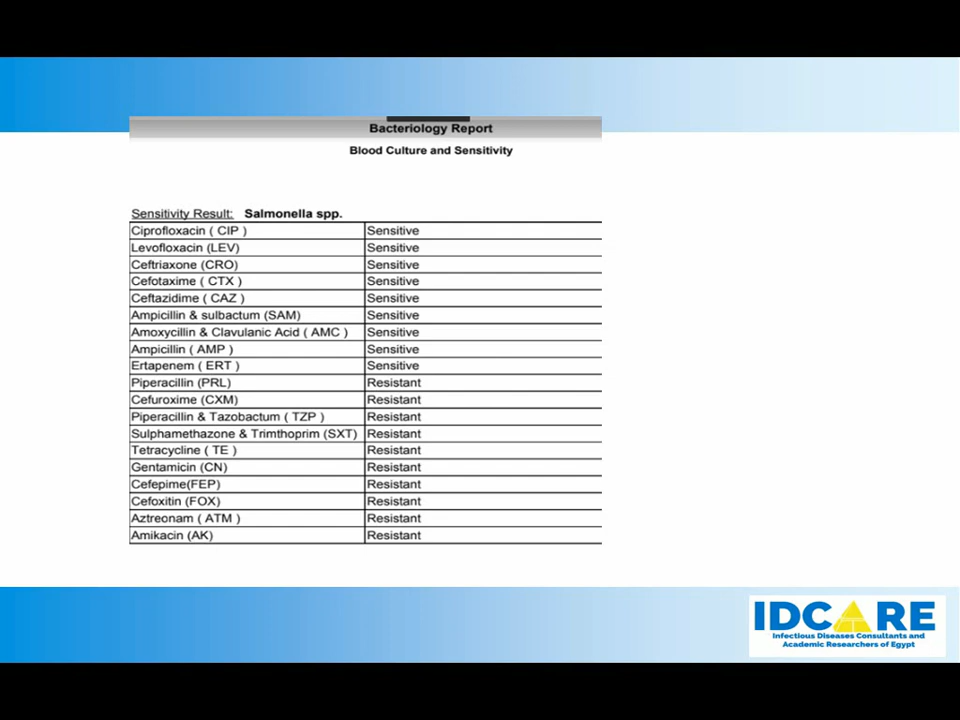 Bacteriology Report
Blood Culture and Sensitivity
Sensitivity Result: Salmonella spp.
Ciprofloxacin ( CIP ) Sensitive
Levofloxacin (LEV) Sensitive
Ceftriaxone (CRO) Sensitive
Cefotaxime ( CTX ) Sensitive
Ceftazidime ( CAZ ) Sensitive
Ampicillin & sulbactum (SAM) Sensitive
Amoxycillin & Clavulanic Acid ( AMC ) Sensitive
Ampicillin ( AMP ) Sensitive
Ertapenem ( ERT ) Sensitive
Piperacillin (PRL) Resistant
Cefuroxime (CXM) Resistant
Piperacillin & Tazobactum ( TZP ) Resistant
Sulphamethazone & Trimthoprim (SXT) Resistant
Tetracycline ( TE ) Resistant
Gentamicin (CN) Resistant
Cefepime(FEP) Resistant
Cefoxitin (FOX) Resistant
Aztreonam ( ATM ) Resistant
Amikacin (AK) Resistant
IDCARE
Infectious Diseases Consultants and
Academic Researchers of Egypt